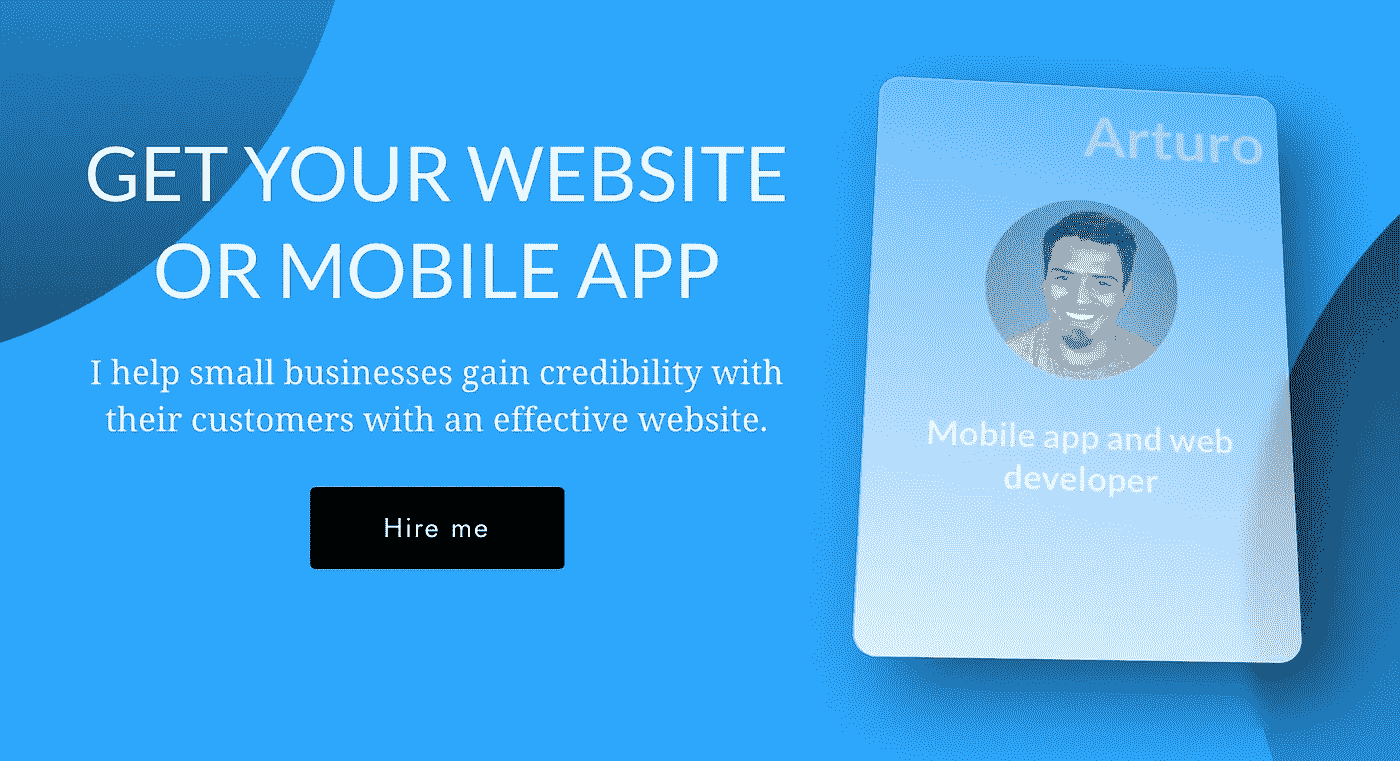 GET YOUR WEBSITE
OR MOBILE APP
I help small businesses gain credibility with
their customers with an effective website.
Hire me
Arturo
Mobile app and web
developer